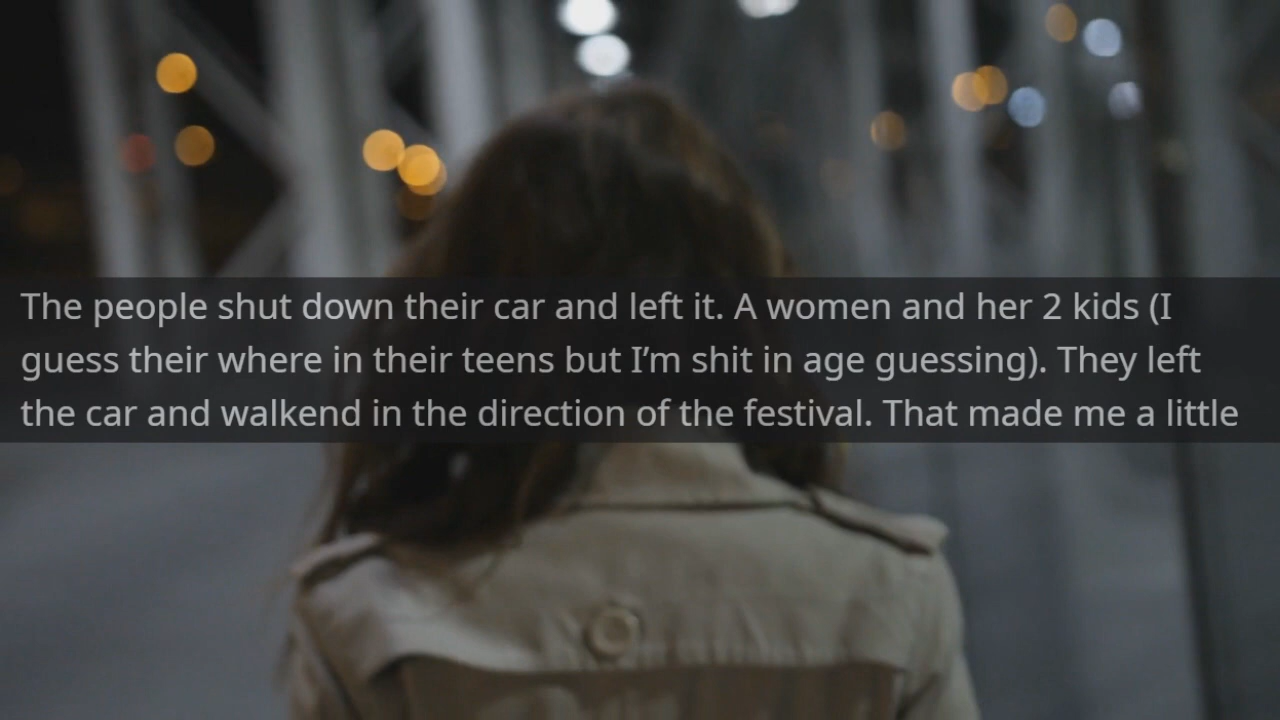 The people shut down their car and left it. A women and her 2 kids (I
guess their where in their teens but I’m shit in age guessing). They left
the car and walkend in the direction of the festival. That made me a little